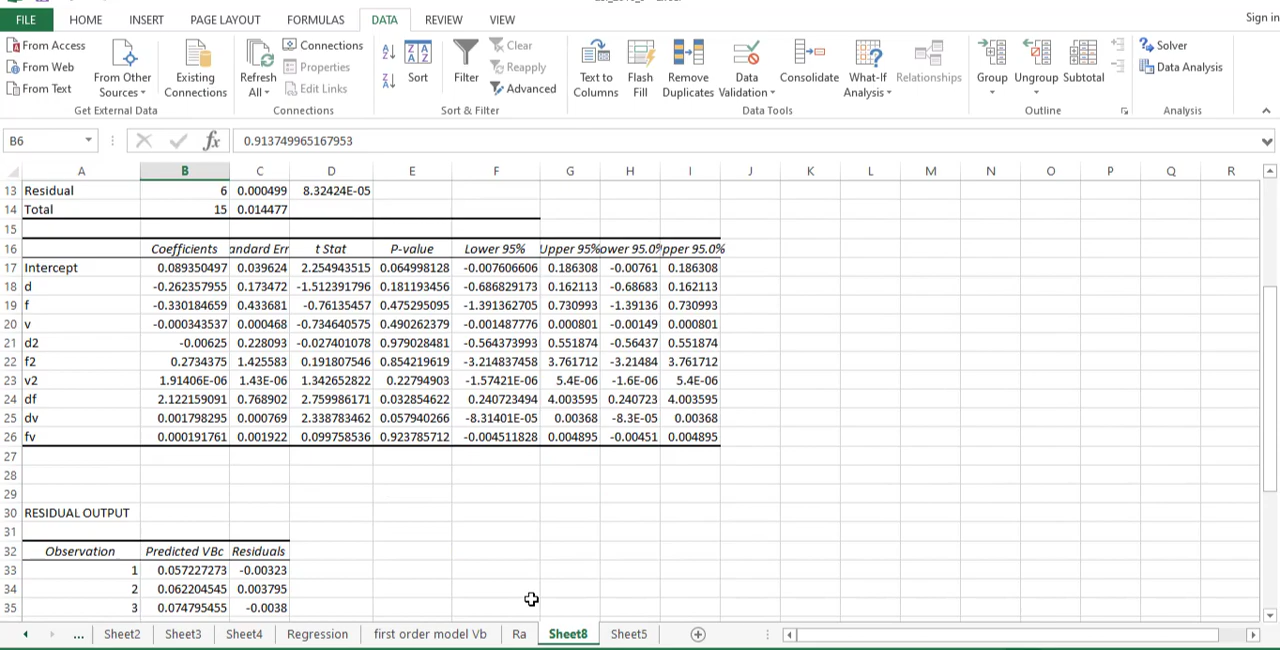 FILE HOME INSERT PAGE LAYOUT FORMULAS DATA REVIEW VIEW Sign in
From Access
From Web
From Text
From Other Sources
Existing Connections
Get External Data
Refresh All
Connections
Properties
Edit Links
Connections
Sort
Filter
Clear
Reapply
Advanced
Sort & Filter
Text to Columns
Flash Fill
Remove Duplicates
Data Validation
Consolidate
What-If Analysis
Relationships
Data Tools
Group
Ungroup
Subtotal
Outline
Solver
Data Analysis
Analysis
B6 fx 0.913749965167953
A B C D E F G H I J K L M N O P Q R
13 Residual 6 0.000499 8.32424E-05
14 Total 15 0.014477
15
16 Coefficients andard Err t Stat P-value Lower 95% Upper 95% ower 95.0% pper 95.0%
17 Intercept 0.089350497 0.039624 2.254943515 0.064998128 -0.007606606 0.186308 -0.00761 0.186308
18 d -0.262357955 0.173472 -1.512391796 0.181193456 -0.686829173 0.162113 -0.68683 0.162113
19 f -0.330184659 0.433681 -0.76135457 0.475295095 -1.391362705 0.730993 -1.39136 0.730993
20 v -0.000343537 0.000468 -0.734640575 0.490262379 -0.001487776 0.000801 -0.00149 0.000801
21 d2 -0.00625 0.228093 -0.027401078 0.979028481 -0.564373993 0.551874 -0.56437 0.551874
22 f2 0.2734375 1.425583 0.191807546 0.854219619 -3.214837458 3.761712 -3.21484 3.761712
23 v2 1.91406E-06 1.43E-06 1.342652822 0.22794903 -1.57421E-06 5.4E-06 -1.6E-06 5.4E-06
24 df 2.122159091 0.768902 2.759986171 0.032854622 0.240723494 4.003595 0.240723 4.003595
25 dv 0.001798295 0.000769 2.338783462 0.057940266 -8.31401E-05 0.00368 -8.3E-05 0.00368
26 fv 0.000191761 0.001922 0.099758536 0.923785712 -0.004511828 0.004895 -0.00451 0.004895
27
28
29
30 RESIDUAL OUTPUT
31
32 Observation Predicted VBc Residuals
33 1 0.057227273 -0.00323
34 2 0.062204545 0.003795
35 3 0.074795455 -0.0038
... Sheet2 Sheet3 Sheet4 Regression first order model Vb Ra Sheet8 Sheet5